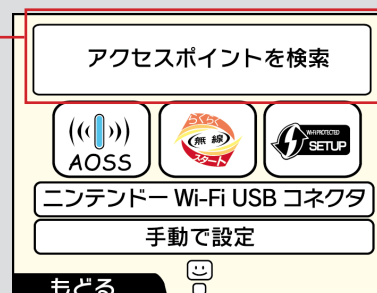 アクセスポイントを検索
AOSS
らくらく
無線
スタート
WI-FI PROTECTED
SETUP
ニンテンドー Wi-Fi USB コネクタ
手動で設定
もどる